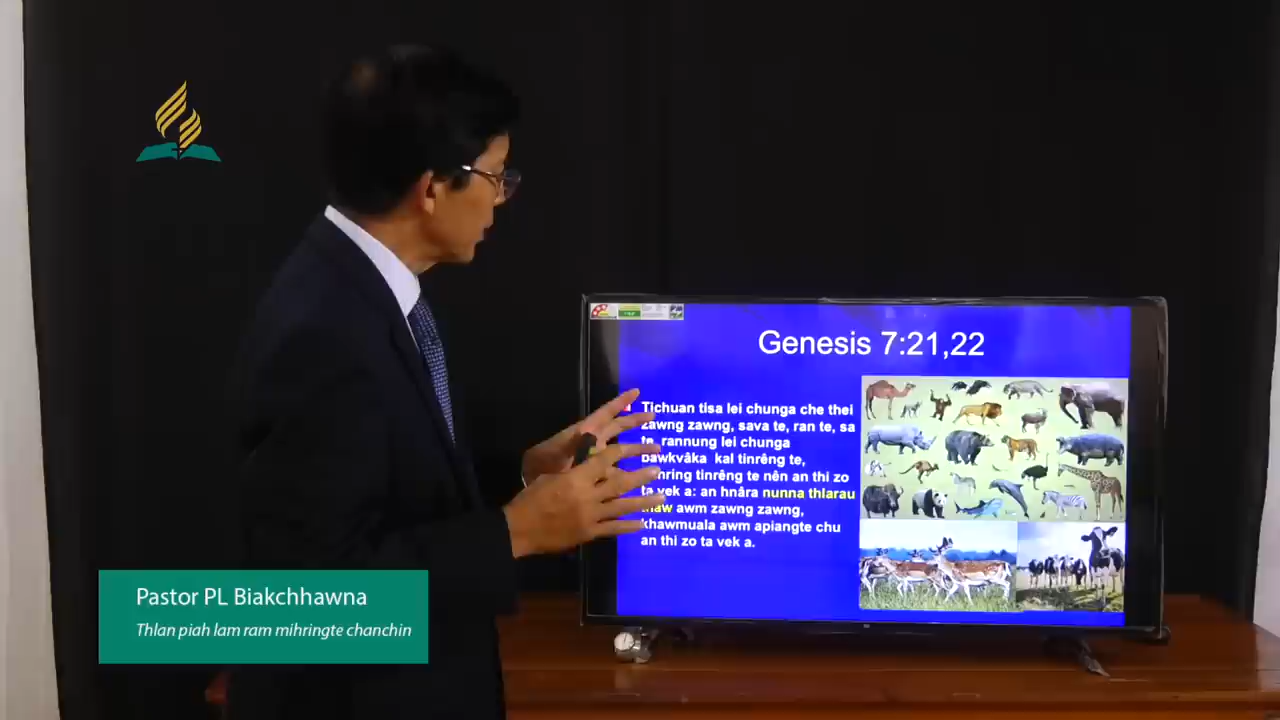 Genesis 7:21,22
Tichuan tisa lei chunga che thei
zawng zawng, sava te, ran te, sa
te, rannung lei chunga
bawkvâka kal tinrêng te,
tinrêng te nên an thi zo
ta vek a: an hnâra nunna thlarau
awm zawng zawng,
khawmuala awm apiangte chu
an thi zo ta vek a.
Pastor PL Biakchhawna
Thlan piah lam ram mihringte chanchin